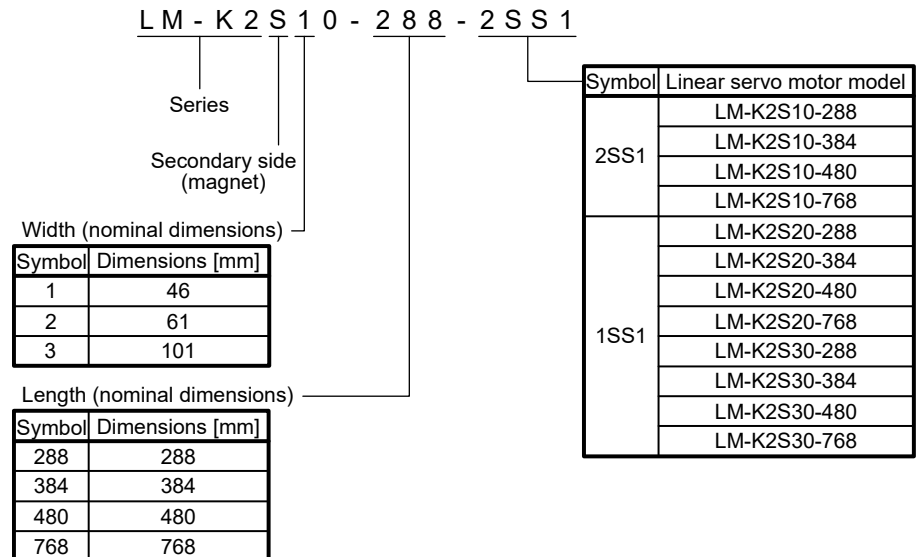 LM-K2S10-288-2SS1
Series
Secondary side
(magnet)
Width (nominal dimensions)
Symbol Dimensions [mm]
1 46
2 61
3 101
Length (nominal dimensions)
Symbol Dimensions [mm]
288 288
384 384
480 480
768 768
Symbol Linear servo motor model
2SS1
LM-K2S10-288
LM-K2S10-384
LM-K2S10-480
LM-K2S10-768
1SS1
LM-K2S20-288
LM-K2S20-384
LM-K2S20-480
LM-K2S20-768
LM-K2S30-288
LM-K2S30-384
LM-K2S30-480
LM-K2S30-768